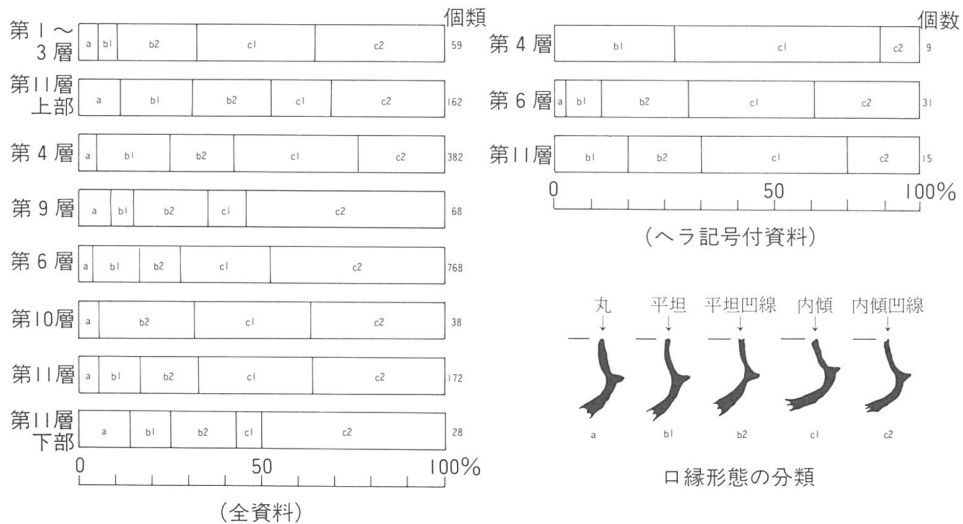 個類
第1～
3層 a b1 b2 c1 c2 59
第11層
上部 a b1 b2 c1 c2 162
第4層 a b1 b2 c1 c2 382
第9層 a b1 b2 c1 c2 68
第6層 a b1 b2 c1 c2 768
第10層 a b2 c1 c2 38
第11層 a b1 b2 c1 c2 172
第11層
下部 a b1 b2 c1 c2 28
0 50 100%
(全資料)
個数
第4層 b1 c1 c2 9
第6層 a b1 b2 c1 c2 31
第11層 b1 b2 c1 c2 15
0 50 100%
(ヘラ記号付資料)
丸 平坦 平坦凹線 内傾 内傾凹線
a b1 b2 c1 c2
口縁形態の分類